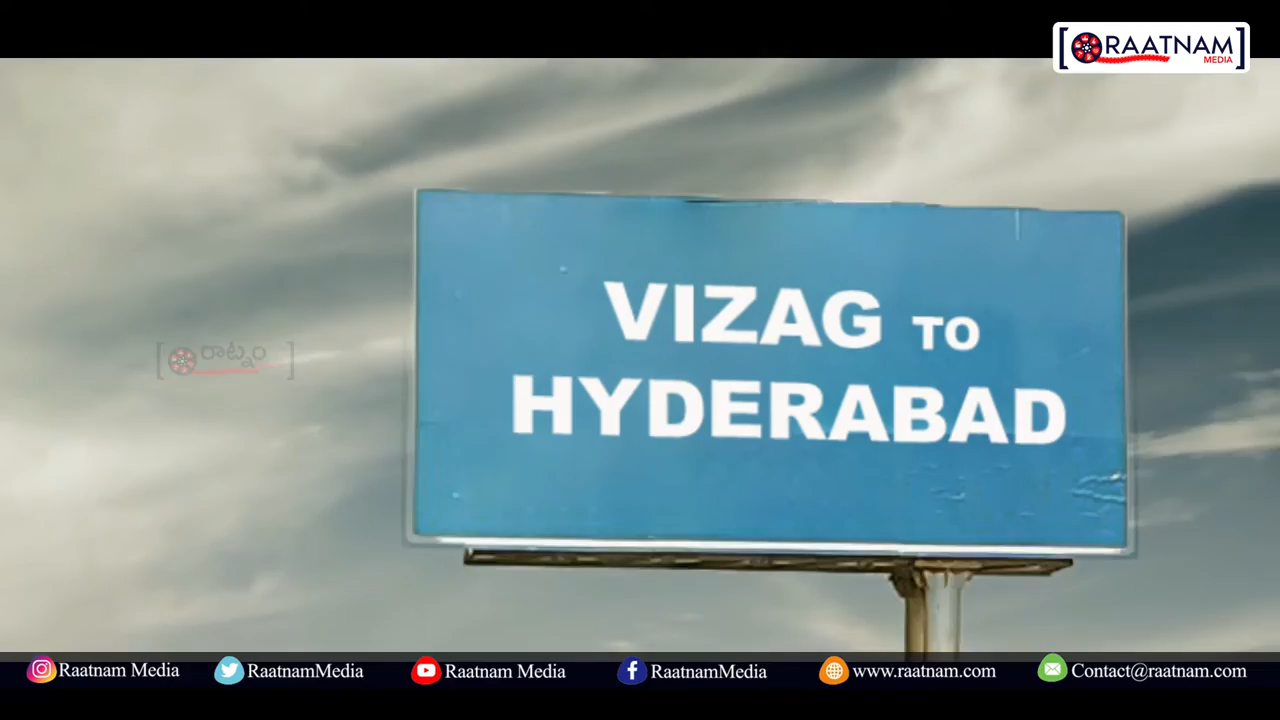 RAATNAM
MEDIA
VIZAG TO
HYDERABAD
రాట్నం
Raatnam Media
RaatnamMedia
Raatnam Media
RaatnamMedia
www.raatnam.com
Contact@raatnam.com